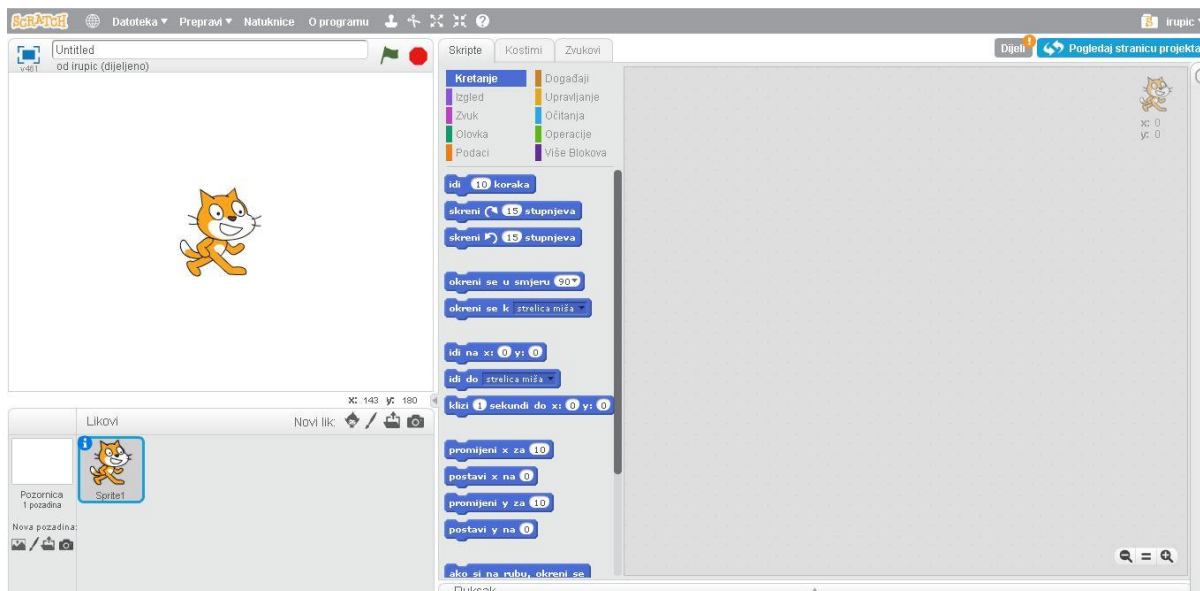 SCRATCH Datoteka Prepravi Natuknice O programu irupic
Untitled
v461 od irupic (dijeljeno)
Skripte Kostimi Zvukovi
Dijeli Pogledaj stranicu projekta
Kretanje Događaji
Izgled Upravljanje
Zvuk Očitanja
Olovka Operacije
Podaci Više Blokova
idi 10 koraka
skreni 15 stupnjeva
skreni 15 stupnjeva
okreni se u smjeru 90
okreni se k strelica miša
idi na x: 0 y: 0
idi do strelica miša
klizi 1 sekundi do x: 0 y: 0
promijeni x za 10
postavi x na 0
promijeni y za 10
postavi y na 0
ako si na rubu, okreni se
Ruksak
x: 0
y: 0
x: 143 y: 180
Likovi Novi lik:
Sprite1
Pozornica
1 pozadina
Nova pozadina: